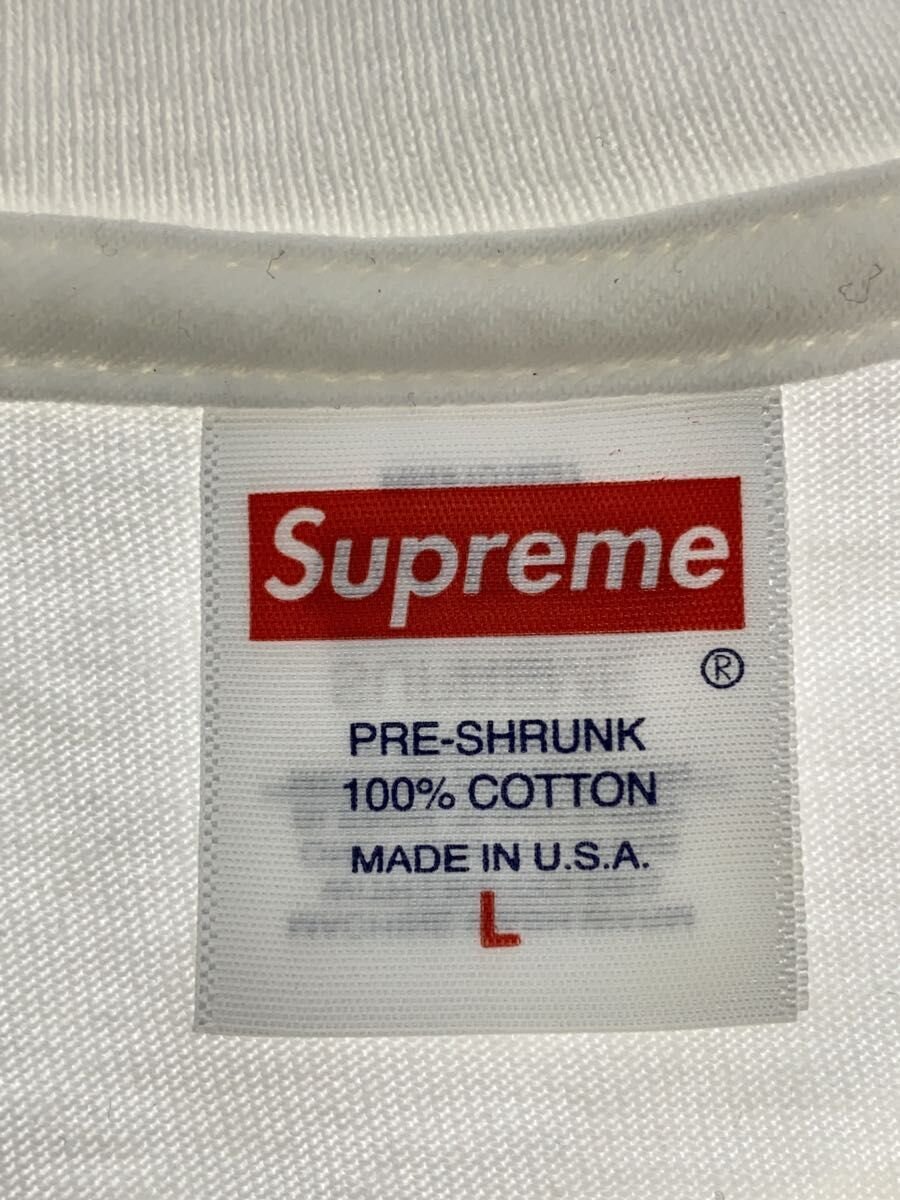 Supreme
®
PRE-SHRUNK
100% COTTON
MADE IN U.S.A.
L